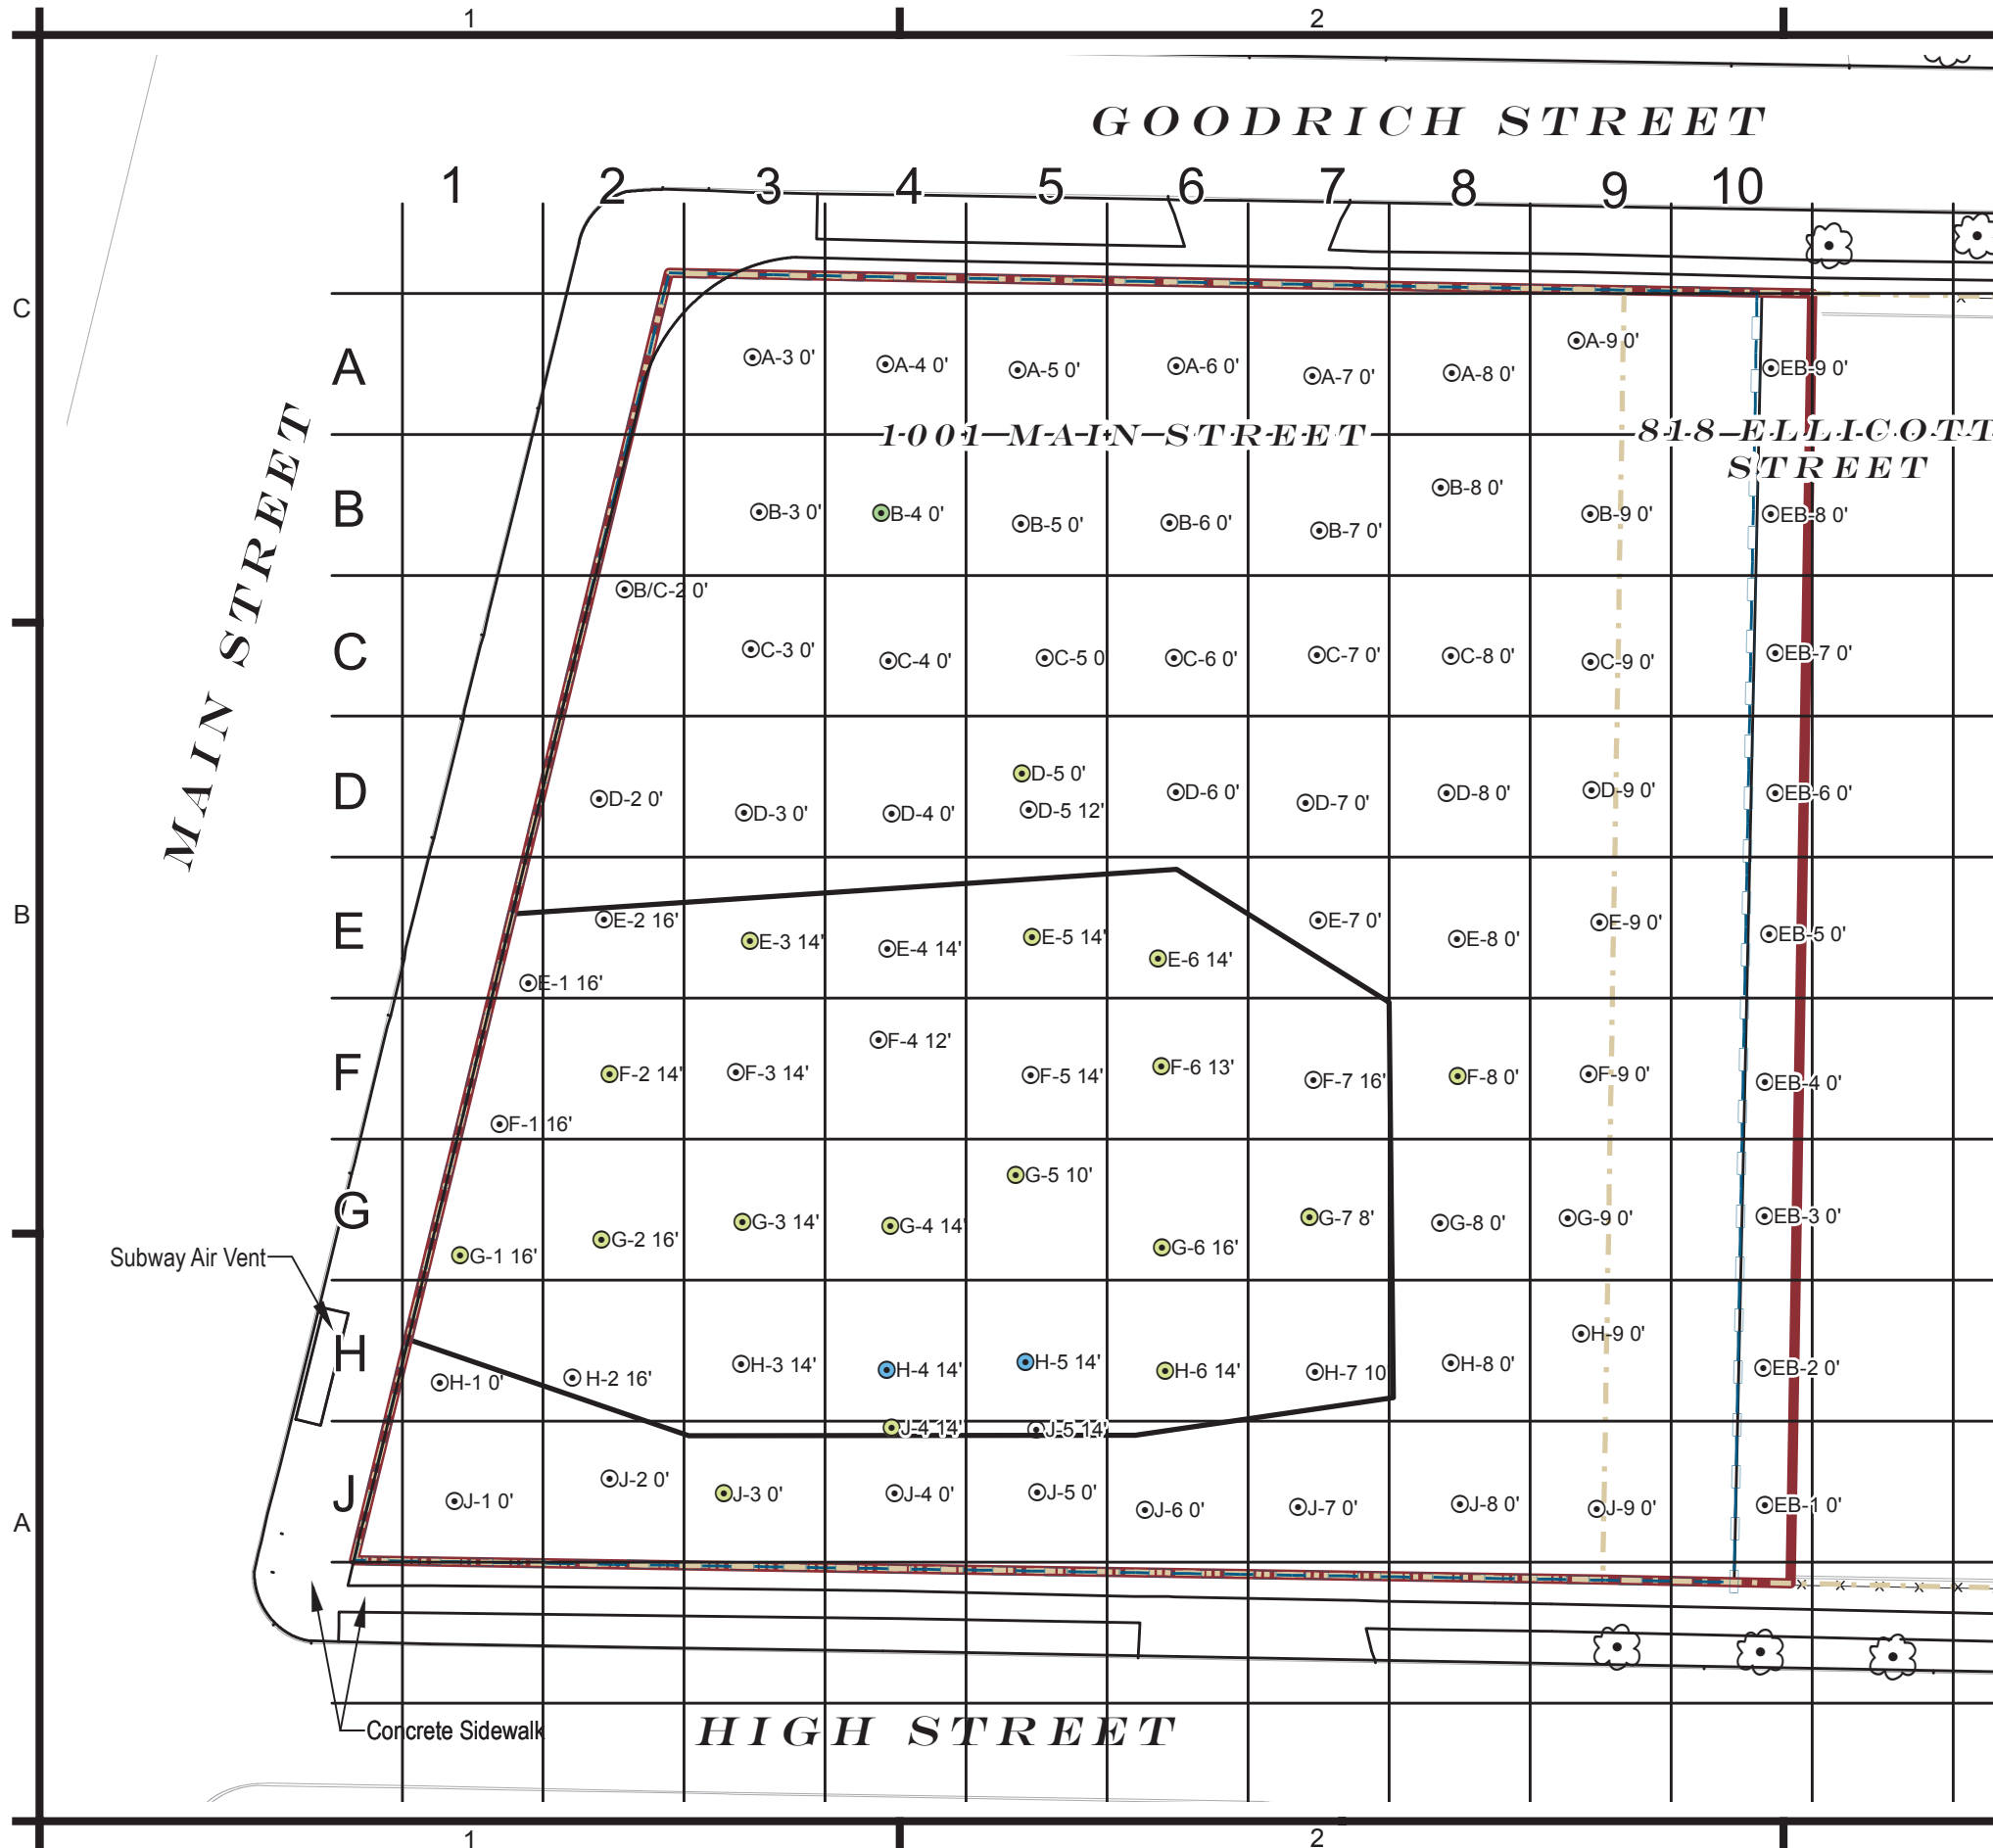 1 2
GOODRICH STREET
1 2 3 4 5 6 7 8 9 10
C
A
A-3 0' A-4 0' A-5 0' A-6 0' A-7 0' A-8 0' A-9 0' EB-9 0'
1001 MAIN STREET
818 ELLICOTT
STREET
MAIN STREET
B
B-3 0' B-4 0' B-5 0' B-6 0' B-7 0' B-8 0' B-9 0' EB-8 0'
B/C-2 0'
C
C-3 0' C-4 0' C-5 0 C-6 0' C-7 0' C-8 0' C-9 0' EB-7 0'
D
D-5 0'
D-2 0' D-3 0' D-4 0' D-5 12' D-6 0' D-7 0' D-8 0' D-9 0' EB-6 0'
B
E
E-2 16' E-3 14' E-4 14' E-5 14' E-6 14' E-7 0' E-8 0' E-9 0' EB-5 0'
E-1 16'
F
F-4 12'
F-2 14' F-3 14' F-5 14' F-6 13' F-7 16' F-8 0' F-9 0' EB-4 0'
F-1 16'
G
G-5 10'
G-1 16' G-2 16' G-3 14' G-4 14' G-6 16' G-7 8' G-8 0' G-9 0' EB-3 0'
Subway Air Vent
H
H-9 0'
H-1 0' H-2 16' H-3 14' H-4 14' H-5 14' H-6 14' H-7 10' H-8 0' EB-2 0'
J-4 14' J-5 14'
J
J-1 0' J-2 0' J-3 0' J-4 0' J-5 0' J-6 0' J-7 0' J-8 0' J-9 0' EB-1 0'
A
Concrete Sidewalk
HIGH STREET
1 2